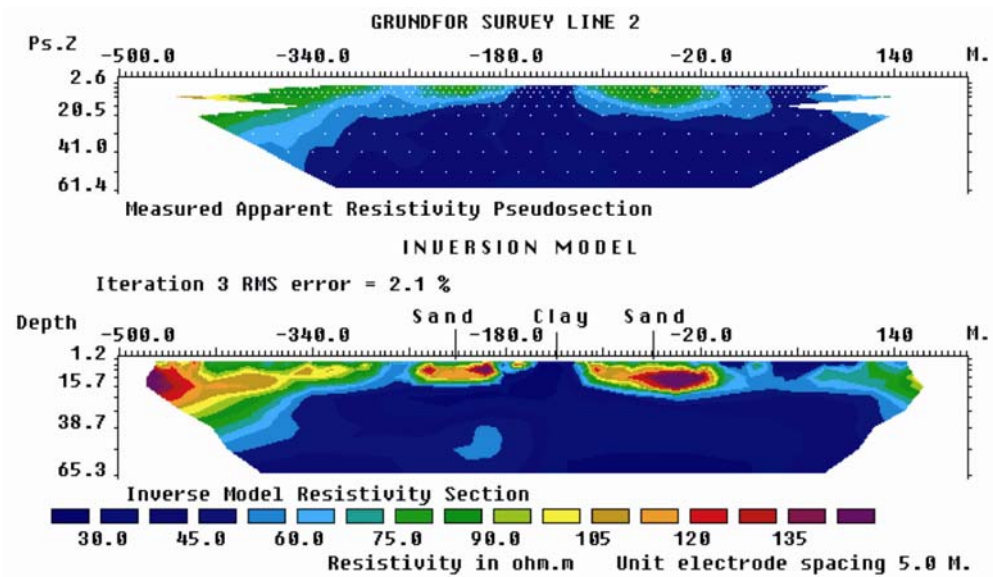 GRUNDFOR SURVEY LINE 2
Ps.Z -500.0 -340.0 -180.0 -20.0 140 M.
2.6
20.5
41.0
61.4
Measured Apparent Resistivity Pseudosection
INVERSION MODEL
Iteration 3 RMS error = 2.1 %
Sand Clay Sand
Depth -500.0 -340.0 -180.0 -20.0 140 M.
1.2
15.7
38.7
65.3
Inverse Model Resistivity Section
30.0 45.0 60.0 75.0 90.0 105 120 135
Resistivity in ohm.m Unit electrode spacing 5.0 M.